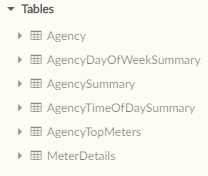 Tables
Agency
AgencyDayOfWeekSummary
AgencySummary
AgencyTimeOfDaySummary
AgencyTopMeters
MeterDetails